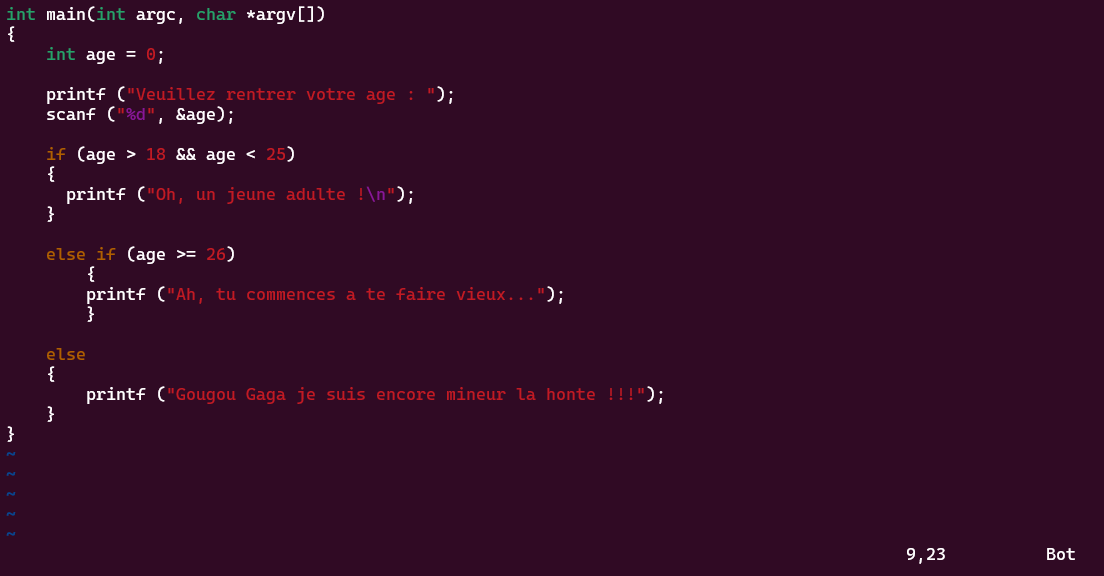 int main(int argc, char *argv[])
{
    int age = 0;

    printf ("Veuillez rentrer votre age : ");
    scanf ("%d", &age);

    if (age > 18 && age < 25)
    {
      printf ("Oh, un jeune adulte !\n");
    }

    else if (age >= 26)
        {
        printf ("Ah, tu commences a te faire vieux...");
        }

    else
    {
        printf ("Gougou Gaga je suis encore mineur la honte !!!");
    }
}
~
~
~
~
~
9,23 Bot